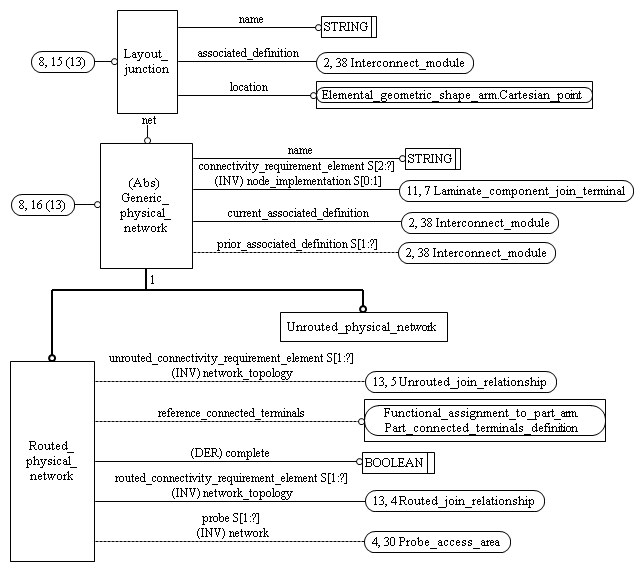 name
STRING
8, 15 (13)
Layout_
junction
associated_definition
2, 38 Interconnect_module
location
Elemental_geometric_shape_arm.Cartesian_point
net
name
STRING
connectivity_requirement_element S[2:?]
(INV) node_implementation S[0:1]
11, 7 Laminate_component_join_terminal
8, 16 (13)
(Abs)
Generic_
physical_
network
current_associated_definition
2, 38 Interconnect_module
prior_associated_definition S[1:?]
2, 38 Interconnect_module
1
Unrouted_physical_network
unrouted_connectivity_requirement_element S[1:?]
(INV) network_topology
13, 5 Unrouted_join_relationship
reference_connected_terminals
Functional_assignment_to_part_arm.
Part_connected_terminals_definition
Routed_
physical_
network
(DER) complete
BOOLEAN
routed_connectivity_requirement_element S[1:?]
(INV) network_topology
13, 4 Routed_join_relationship
probe S[1:?]
(INV) network
4, 30 Probe_access_area